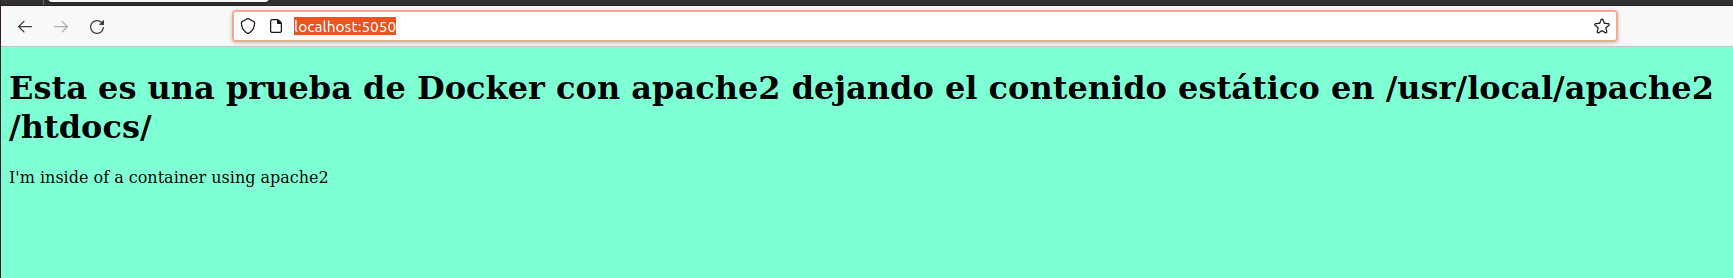 localhost:5050
Esta es una prueba de Docker con apache2 dejando el contenido estático en /usr/local/apache2
/htdocs/
I'm inside of a container using apache2